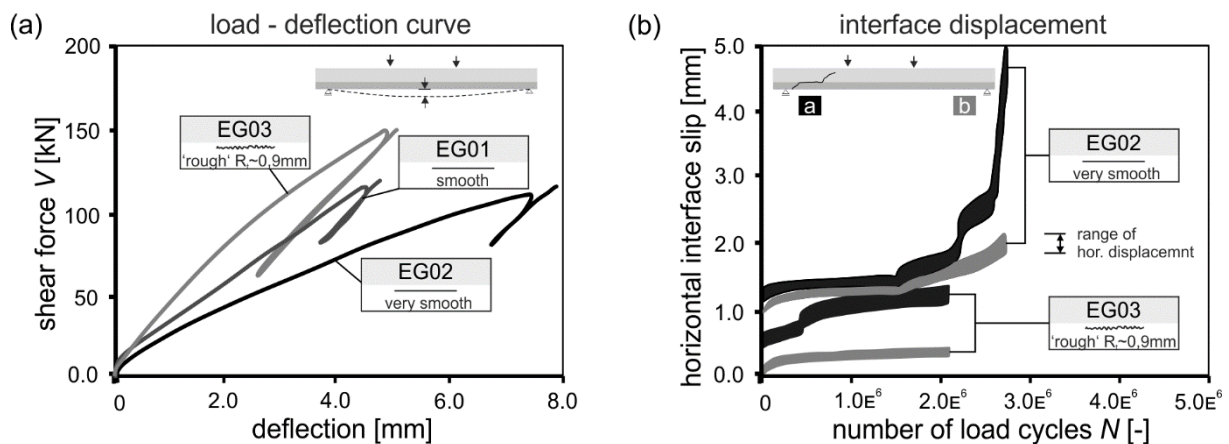 (a)
load - deflection curve
200
150
100
50
0.0
shear force V [kN]
0
2.0
4.0
6.0
8.0
deflection [mm]
EG03
'rough' Rt~0,9mm
EG01
smooth
EG02
very smooth
(b)
interface displacement
5.0
4.0
3.0
2.0
1.0
0.0
horizontal interface slip [mm]
0
1.0E⁶
2.0E⁶
3.0E⁶
4.0E⁶
5.0E⁶
number of load cycles N [-]
a
b
EG02
very smooth
range of
hor. displacemnt
EG03
'rough' Rt~0,9mm